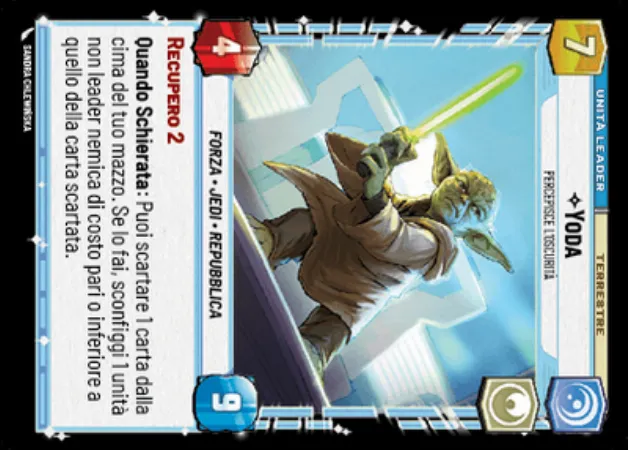 7
UNITÀ LEADER
TERRESTRE
YODA
PERCEPISCE L'OSCURITÀ
4
FORZA • JEDI • REPUBBLICA
9
RECUPERO 2
Quando Schierata: Puoi scartare 1 carta dalla
cima del tuo mazzo. Se lo fai, sconfiggi 1 unità
non leader nemica di costo pari o inferiore a
quello della carta scartata.
SANDRA CHLEWIŃSKA